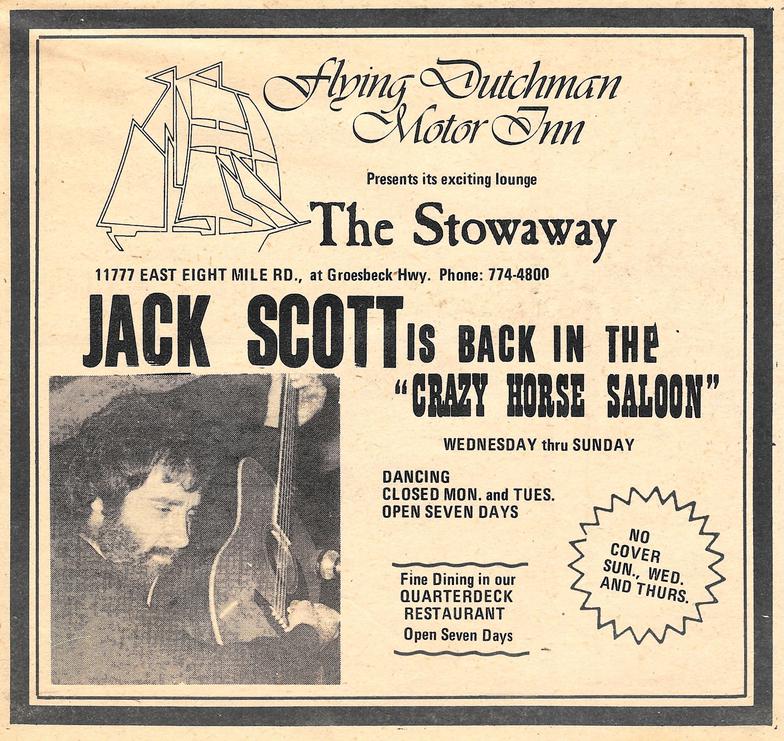 Flying Dutchman
Motor Inn
Presents its exciting lounge
The Stowaway
11777 EAST EIGHT MILE RD., at Groesbeck Hwy. Phone: 774-4800
JACK SCOTT IS BACK IN THE
"CRAZY HORSE SALOON"
WEDNESDAY thru SUNDAY
DANCING
CLOSED MON. and TUES.
OPEN SEVEN DAYS
NO
COVER
SUN., WED.
AND THURS.
Fine Dining in our
QUARTERDECK
RESTAURANT
Open Seven Days